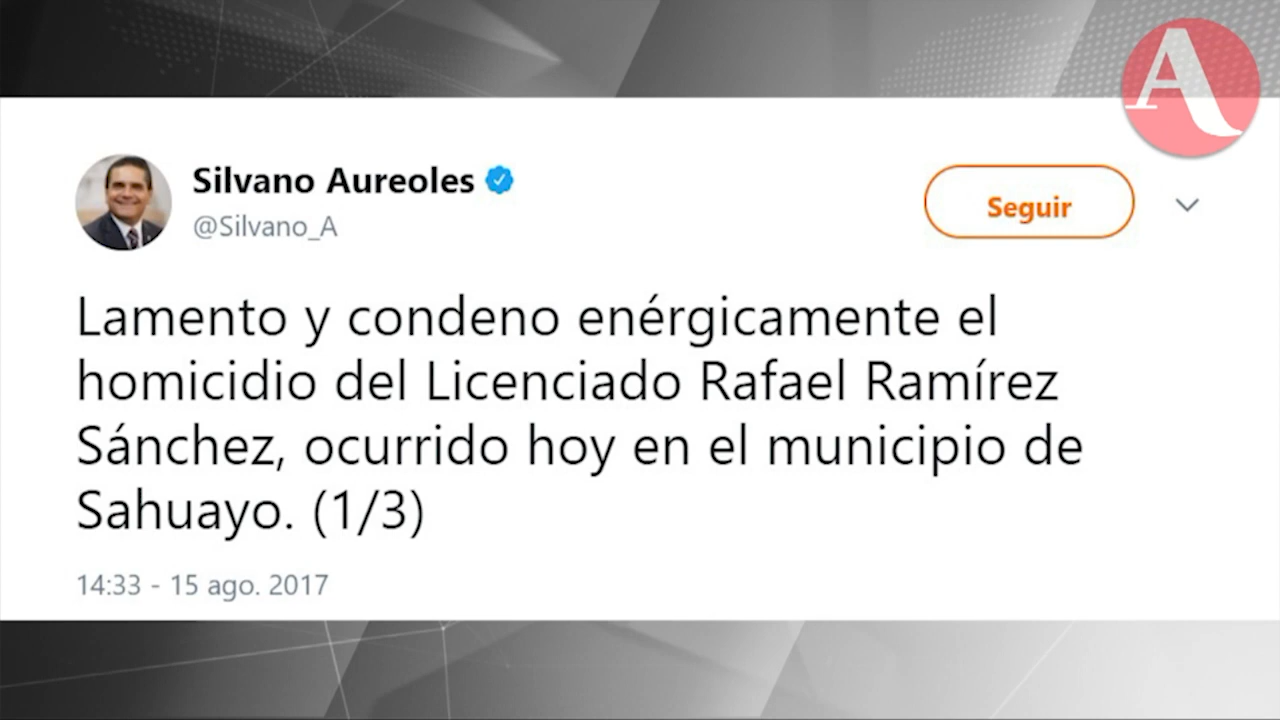 A
Silvano Aureoles
@Silvano_A
Seguir
Lamento y condeno enérgicamente el
homicidio del Licenciado Rafael Ramírez
Sánchez, ocurrido hoy en el municipio de
Sahuayo. (1/3)
14:33 - 15 ago. 2017